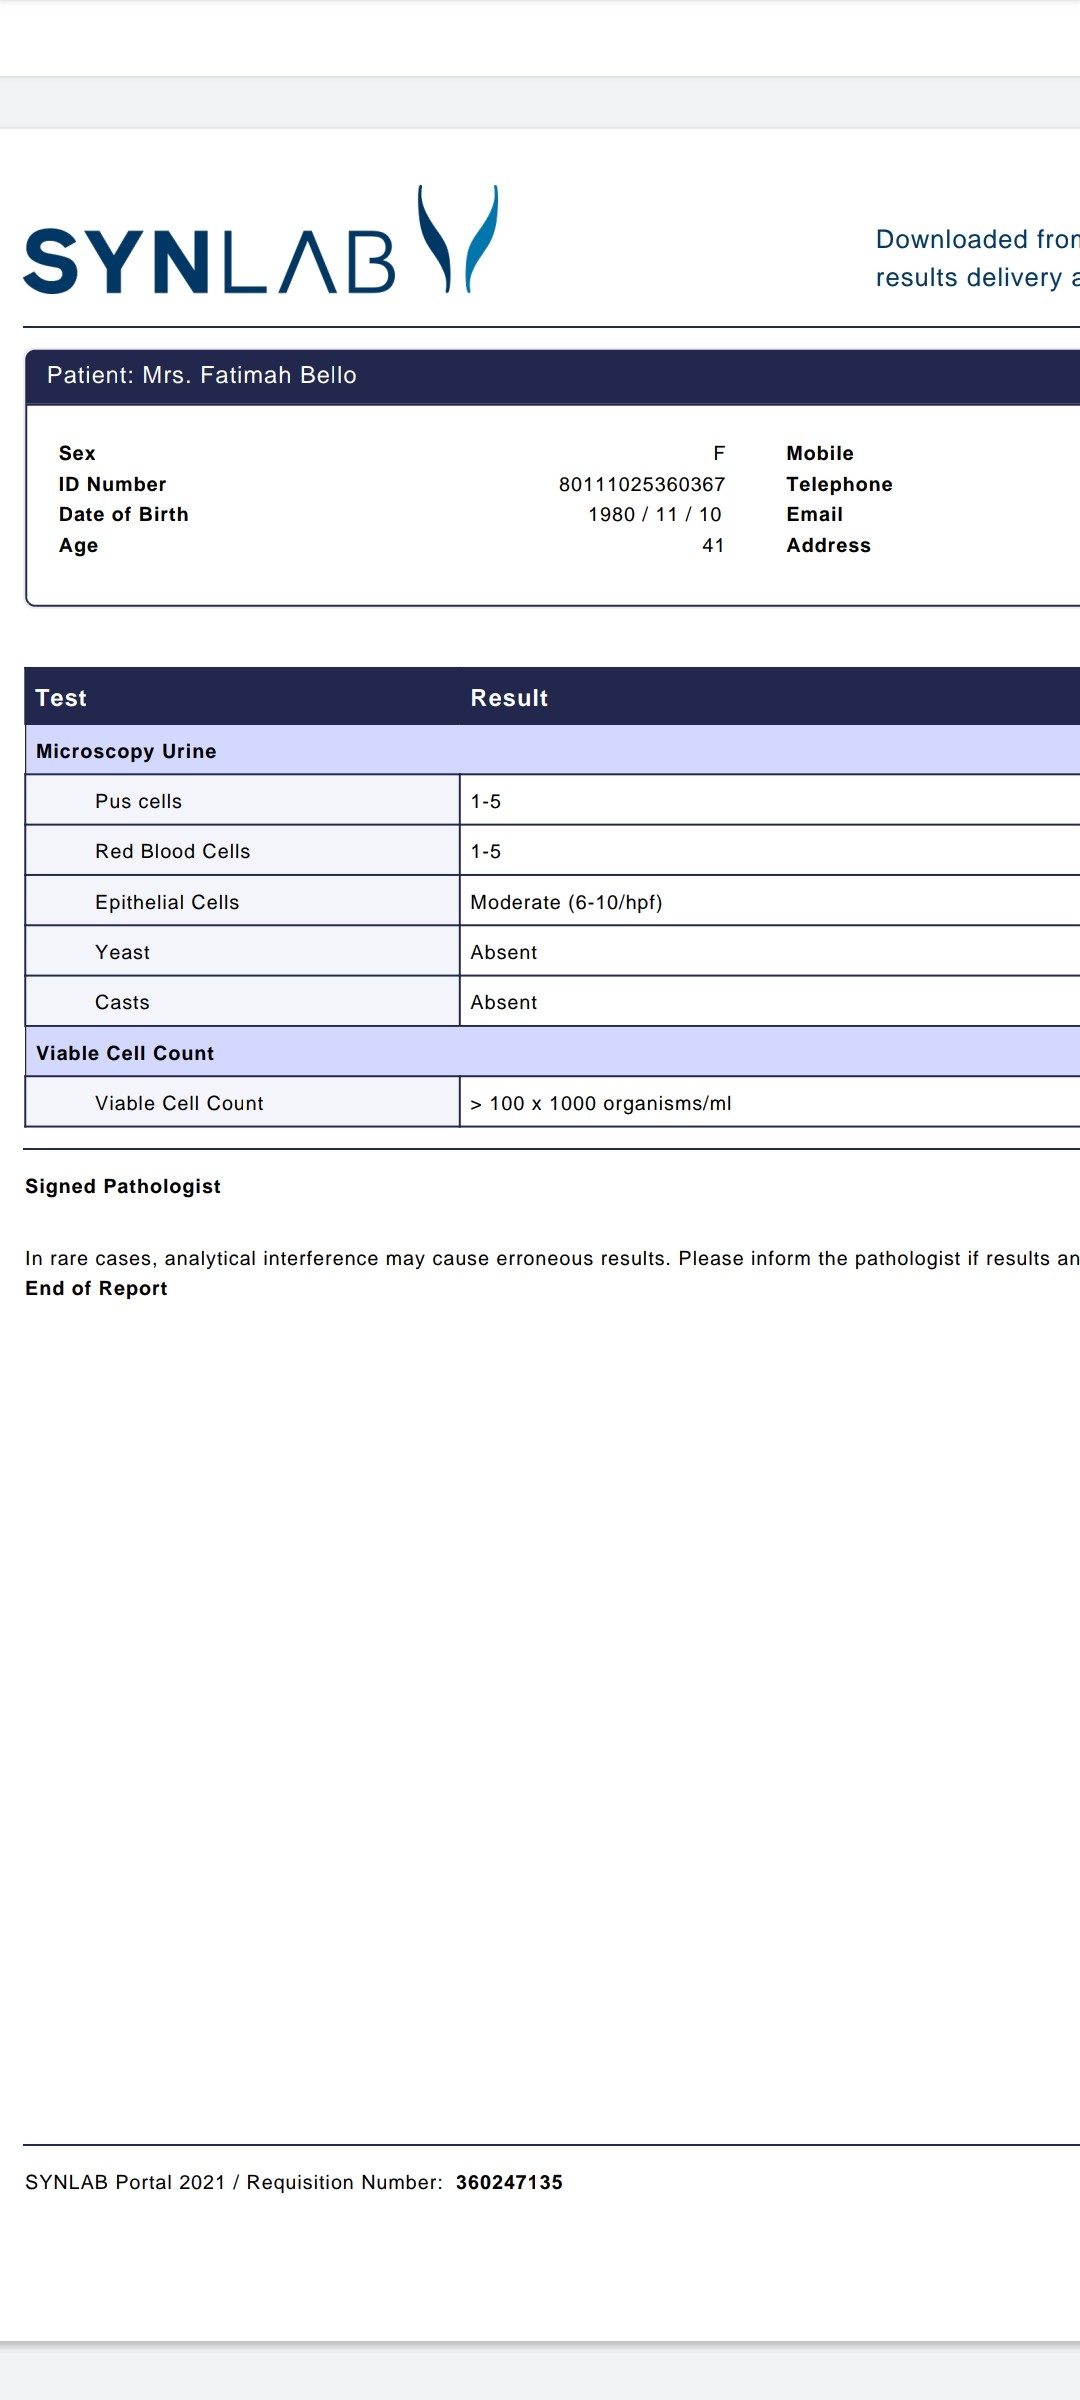 SYNLAB
Downloaded from
results delivery a
Patient: Mrs. Fatimah Bello
Sex F Mobile
ID Number 80111025360367 Telephone
Date of Birth 1980 / 11 / 10 Email
Age 41 Address
Test Result
Microscopy Urine
Pus cells 1-5
Red Blood Cells 1-5
Epithelial Cells Moderate (6-10/hpf)
Yeast Absent
Casts Absent
Viable Cell Count
Viable Cell Count > 100 x 1000 organisms/ml
Signed Pathologist
In rare cases, analytical interference may cause erroneous results. Please inform the pathologist if results an
End of Report
SYNLAB Portal 2021 / Requisition Number: 360247135